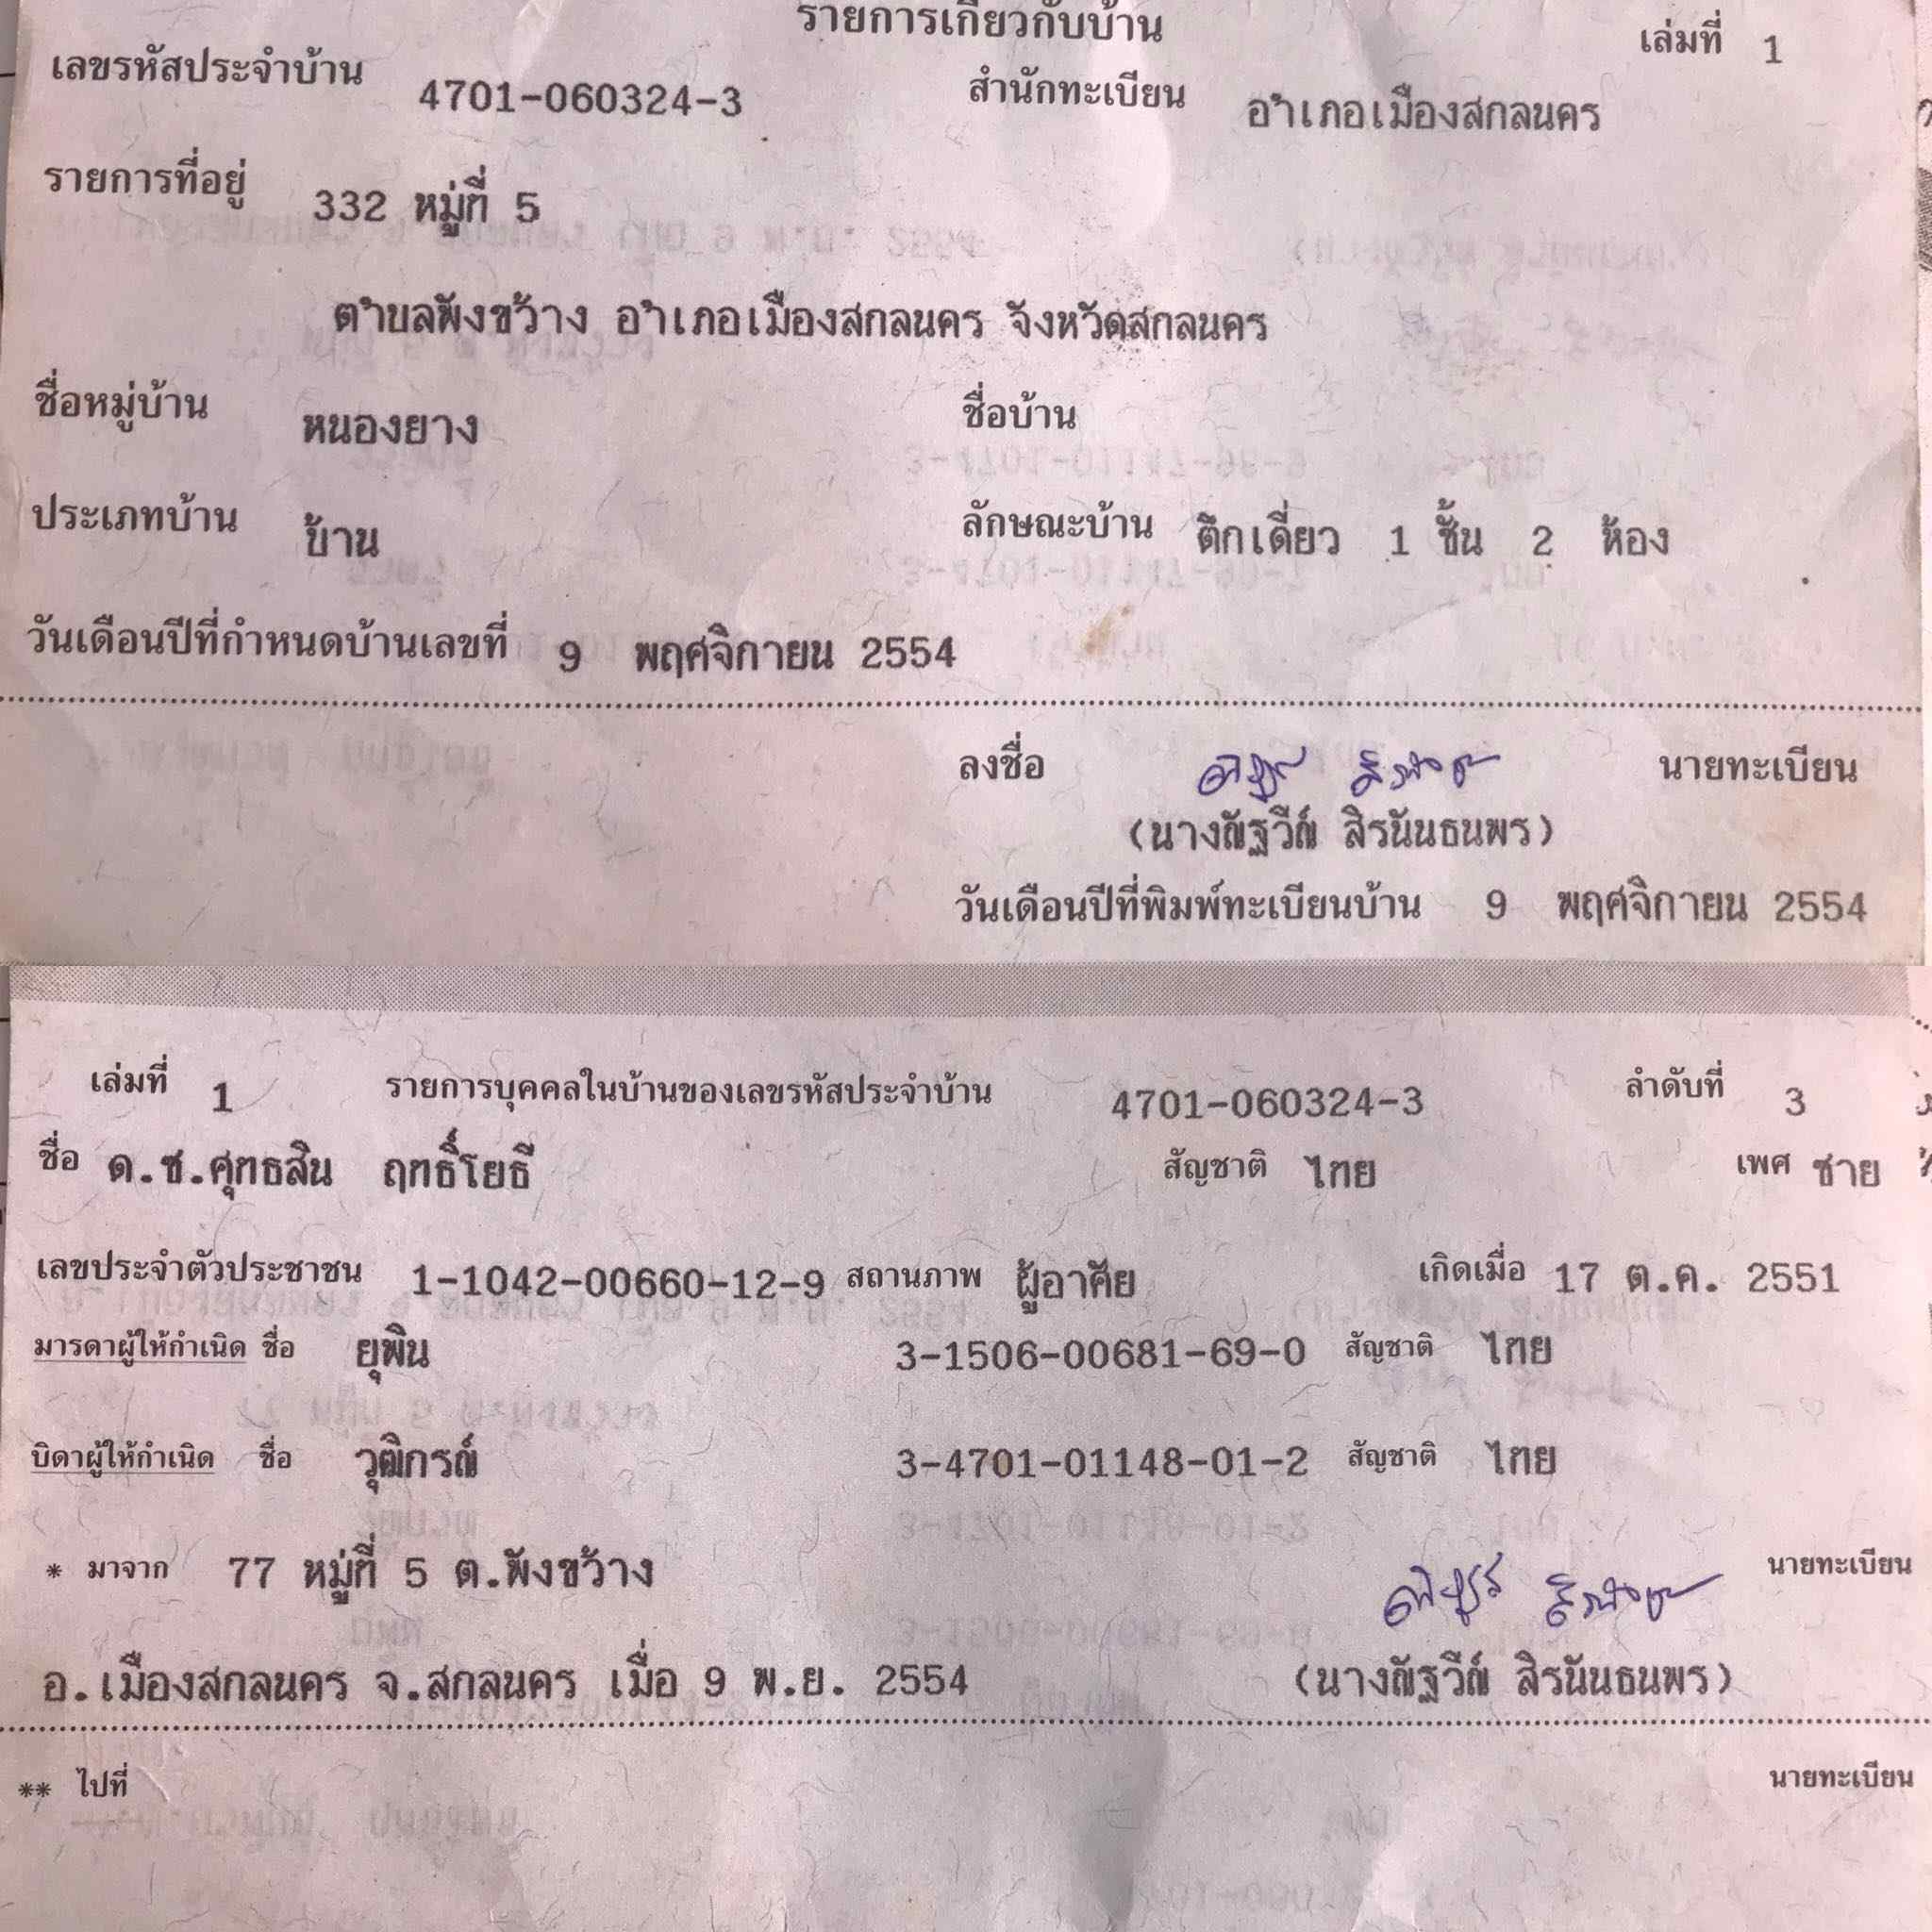 รายการเกี่ยวกับบ้าน เล่มที่ 1
เลขรหัสประจำบ้าน 4701-060324-3 สำนักทะเบียน อำเภอเมืองสกลนคร
รายการที่อยู่ 332 หมู่ที่ 5
ตำบลพังขว้าง อำเภอเมืองสกลนคร จังหวัดสกลนคร
ชื่อหมู่บ้าน หนองยาง ชื่อบ้าน
ประเภทบ้าน บ้าน ลักษณะบ้าน ตึกเดี่ยว 1 ชั้น 2 ห้อง
วันเดือนปีที่กำหนดบ้านเลขที่ 9 พฤศจิกายน 2554
ลงชื่อ นายทะเบียน
(นางณัฐวีณ์ สิรนันธนพร)
วันเดือนปีที่พิมพ์ทะเบียนบ้าน 9 พฤศจิกายน 2554
เล่มที่ 1 รายการบุคคลในบ้านของเลขรหัสประจำบ้าน 4701-060324-3 ลำดับที่ 3
ชื่อ ด.ช.ศุทธสิน ฤทธิ์โยธี สัญชาติ ไทย เพศ ชาย
เลขประจำตัวประชาชน 1-1042-00660-12-9 สถานภาพ ผู้อาศัย เกิดเมื่อ 17 ต.ค. 2551
มารดาผู้ให้กำเนิด ชื่อ ยุพิน 3-1506-00681-69-0 สัญชาติ ไทย
บิดาผู้ให้กำเนิด ชื่อ วุฒิกรณ์ 3-4701-01148-01-2 สัญชาติ ไทย
* มาจาก 77 หมู่ที่ 5 ต.พังขว้าง นายทะเบียน
อ.เมืองสกลนคร จ.สกลนคร เมื่อ 9 พ.ย. 2554 (นางณัฐวีณ์ สิรนันธนพร)
** ไปที่ นายทะเบียน